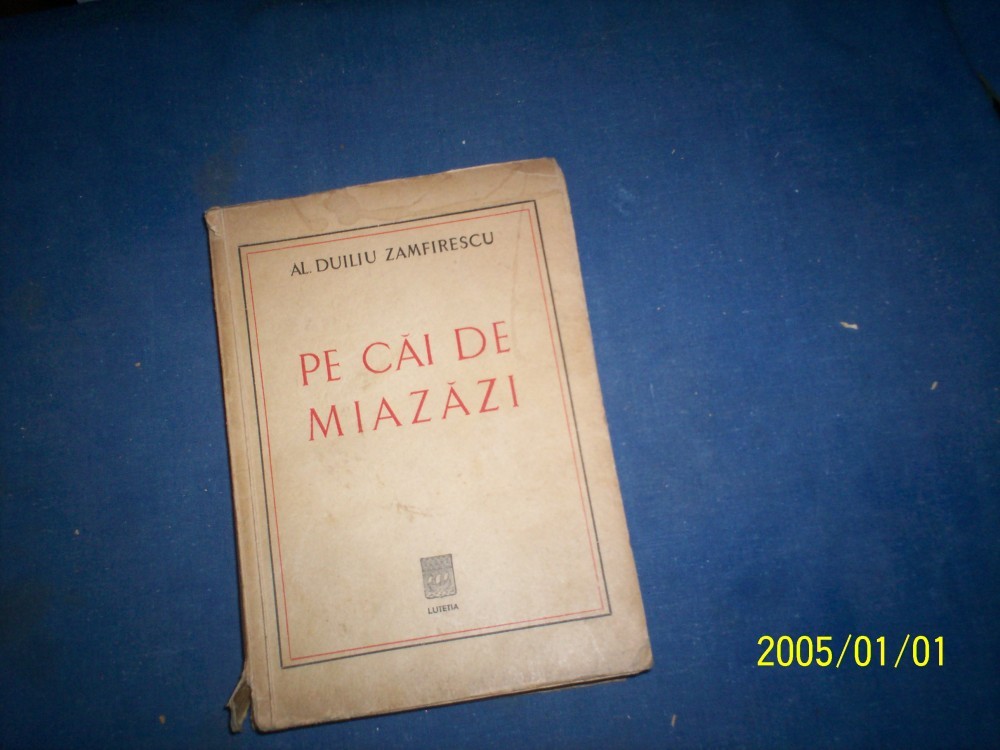 AL. DUILIU ZAMFIRESCU
PE CĂI DE
MIAZĂZI
LUTETIA
2005/01/01